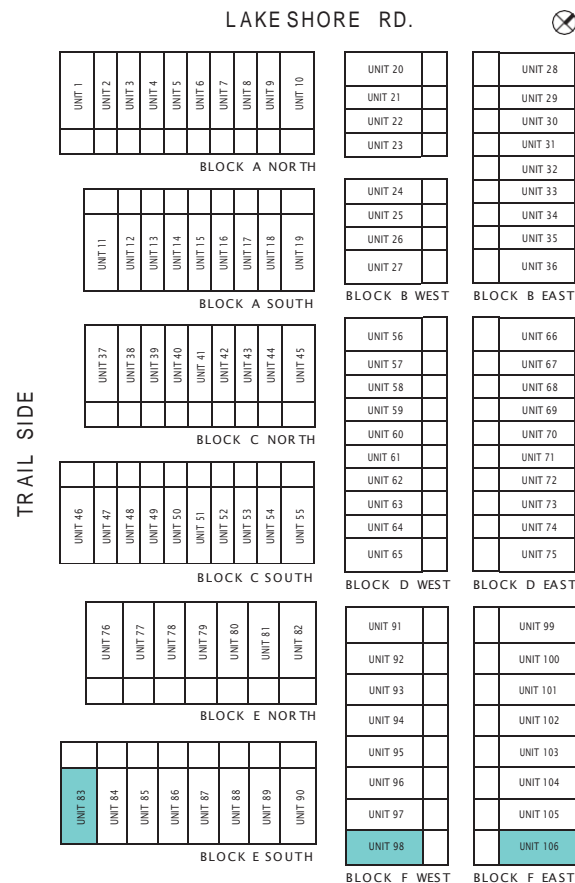 LAKE SHORE RD.
TRAIL SIDE
UNIT 1
UNIT 2
UNIT 3
UNIT 4
UNIT 5
UNIT 6
UNIT 7
UNIT 8
UNIT 9
UNIT 10
BLOCK A NORTH
UNIT 11
UNIT 12
UNIT 13
UNIT 14
UNIT 15
UNIT 16
UNIT 17
UNIT 18
UNIT 19
BLOCK A SOUTH
UNIT 20
UNIT 21
UNIT 22
UNIT 23
UNIT 24
UNIT 25
UNIT 26
UNIT 27
BLOCK B WEST
UNIT 28
UNIT 29
UNIT 30
UNIT 31
UNIT 32
UNIT 33
UNIT 34
UNIT 35
UNIT 36
BLOCK B EAST
UNIT 37
UNIT 38
UNIT 39
UNIT 40
UNIT 41
UNIT 42
UNIT 43
UNIT 44
UNIT 45
BLOCK C NORTH
UNIT 46
UNIT 47
UNIT 48
UNIT 49
UNIT 50
UNIT 51
UNIT 52
UNIT 53
UNIT 54
UNIT 55
BLOCK C SOUTH
UNIT 56
UNIT 57
UNIT 58
UNIT 59
UNIT 60
UNIT 61
UNIT 62
UNIT 63
UNIT 64
UNIT 65
BLOCK D WEST
UNIT 66
UNIT 67
UNIT 68
UNIT 69
UNIT 70
UNIT 71
UNIT 72
UNIT 73
UNIT 74
UNIT 75
BLOCK D EAST
UNIT 76
UNIT 77
UNIT 78
UNIT 79
UNIT 80
UNIT 81
UNIT 82
BLOCK E NORTH
UNIT 83
UNIT 84
UNIT 85
UNIT 86
UNIT 87
UNIT 88
UNIT 89
UNIT 90
BLOCK E SOUTH
UNIT 91
UNIT 92
UNIT 93
UNIT 94
UNIT 95
UNIT 96
UNIT 97
UNIT 98
BLOCK F WEST
UNIT 99
UNIT 100
UNIT 101
UNIT 102
UNIT 103
UNIT 104
UNIT 105
UNIT 106
BLOCK F EAST